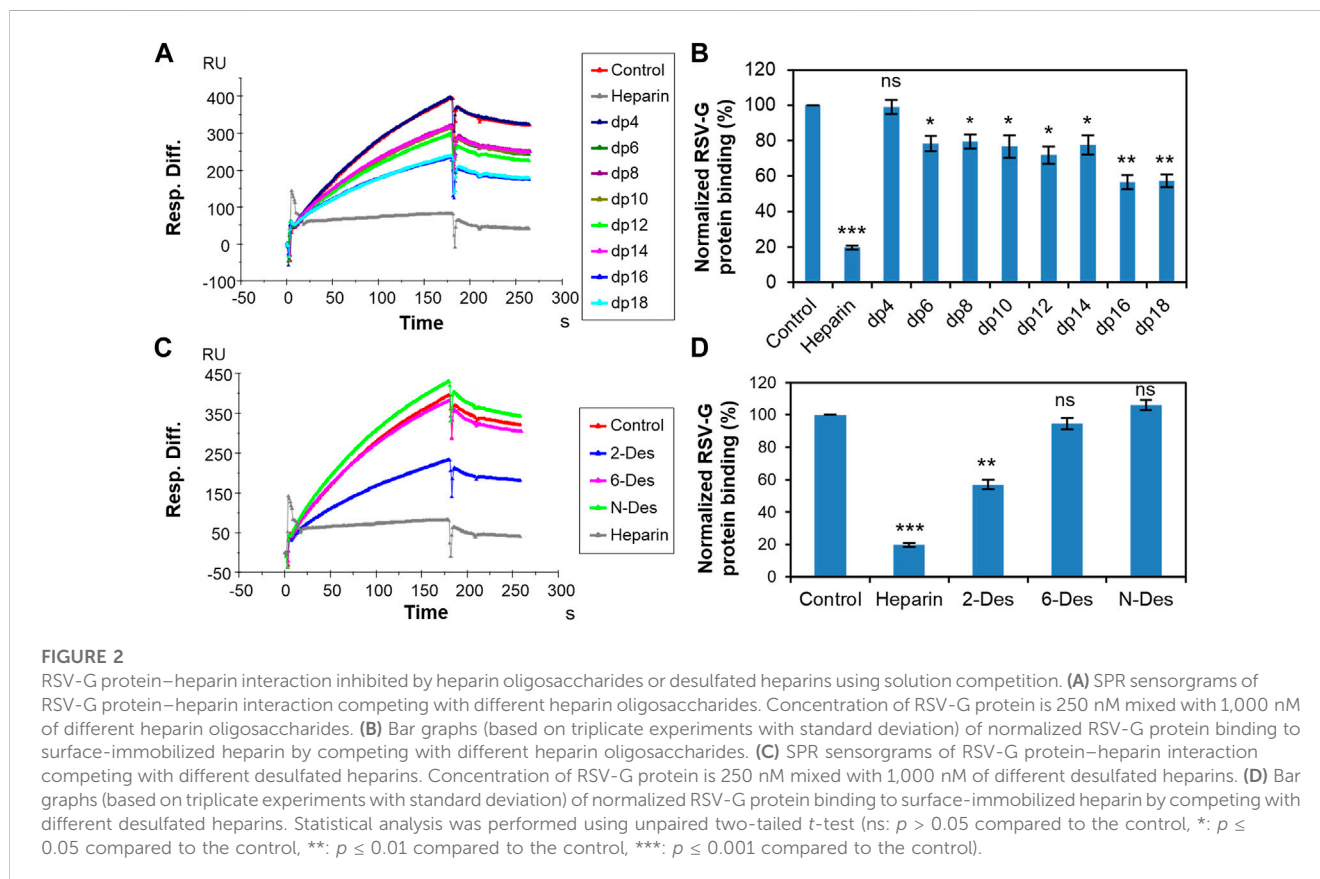 A
RU
Resp. Diff.
400
300
200
100
0
-100
-50
0
50
100
150
200
250
300
Time
s
Control
Heparin
dp4
dp6
dp8
dp10
dp12
dp14
dp16
dp18
B
Normalized RSV-G
protein binding (%)
120
100
80
60
40
20
0
***
ns
*
*
*
*
*
**
**
Control
Heparin
dp4
dp6
dp8
dp10
dp12
dp14
dp16
dp18
C
RU
Resp. Diff.
450
350
250
150
50
-50
-50
0
50
100
150
200
250
300
Time
s
Control
2-Des
6-Des
N-Des
Heparin
D
Normalized RSV-G
protein binding (%)
120
100
80
60
40
20
0
***
**
ns
ns
Control
Heparin
2-Des
6-Des
N-Des
FIGURE 2
RSV-G protein–heparin interaction inhibited by heparin oligosaccharides or desulfated heparins using solution competition. (A) SPR sensorgrams of
RSV-G protein–heparin interaction competing with different heparin oligosaccharides. Concentration of RSV-G protein is 250 nM mixed with 1,000 nM
of different heparin oligosaccharides. (B) Bar graphs (based on triplicate experiments with standard deviation) of normalized RSV-G protein binding to
surface-immobilized heparin by competing with different heparin oligosaccharides. (C) SPR sensorgrams of RSV-G protein–heparin interaction
competing with different desulfated heparins. Concentration of RSV-G protein is 250 nM mixed with 1,000 nM of different desulfated heparins. (D) Bar
graphs (based on triplicate experiments with standard deviation) of normalized RSV-G protein binding to surface-immobilized heparin by competing with
different desulfated heparins. Statistical analysis was performed using unpaired two-tailed t-test (ns: p > 0.05 compared to the control, *: p ≤
0.05 compared to the control, **: p ≤ 0.01 compared to the control, ***: p ≤ 0.001 compared to the control).